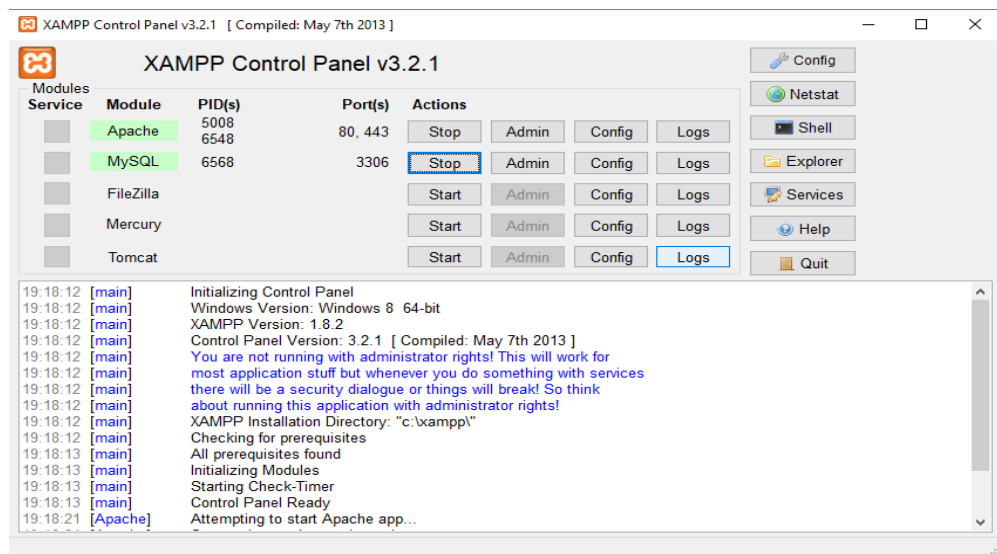 XAMPP Control Panel v3.2.1 [ Compiled: May 7th 2013 ]
XAMPP Control Panel v3.2.1
Config
Modules
Service Module PID(s) Port(s) Actions
Netstat
Apache 5008 6548 80, 443 Stop Admin Config Logs
Shell
MySQL 6568 3306 Stop Admin Config Logs
Explorer
FileZilla Start Admin Config Logs
Services
Mercury Start Admin Config Logs
Help
Tomcat Start Admin Config Logs
Quit
19:18:12 [main] Initializing Control Panel
19:18:12 [main] Windows Version: Windows 8 64-bit
19:18:12 [main] XAMPP Version: 1.8.2
19:18:12 [main] Control Panel Version: 3.2.1 [ Compiled: May 7th 2013 ]
19:18:12 [main] You are not running with administrator rights! This will work for
19:18:12 [main] most application stuff but whenever you do something with services
19:18:12 [main] there will be a security dialogue or things will break! So think
19:18:12 [main] about running this application with administrator rights!
19:18:12 [main] XAMPP Installation Directory: "c:\xampp\"
19:18:12 [main] Checking for prerequisites
19:18:13 [main] All prerequisites found
19:18:13 [main] Initializing Modules
19:18:13 [main] Starting Check-Timer
19:18:13 [main] Control Panel Ready
19:18:21 [Apache] Attempting to start Apache app...